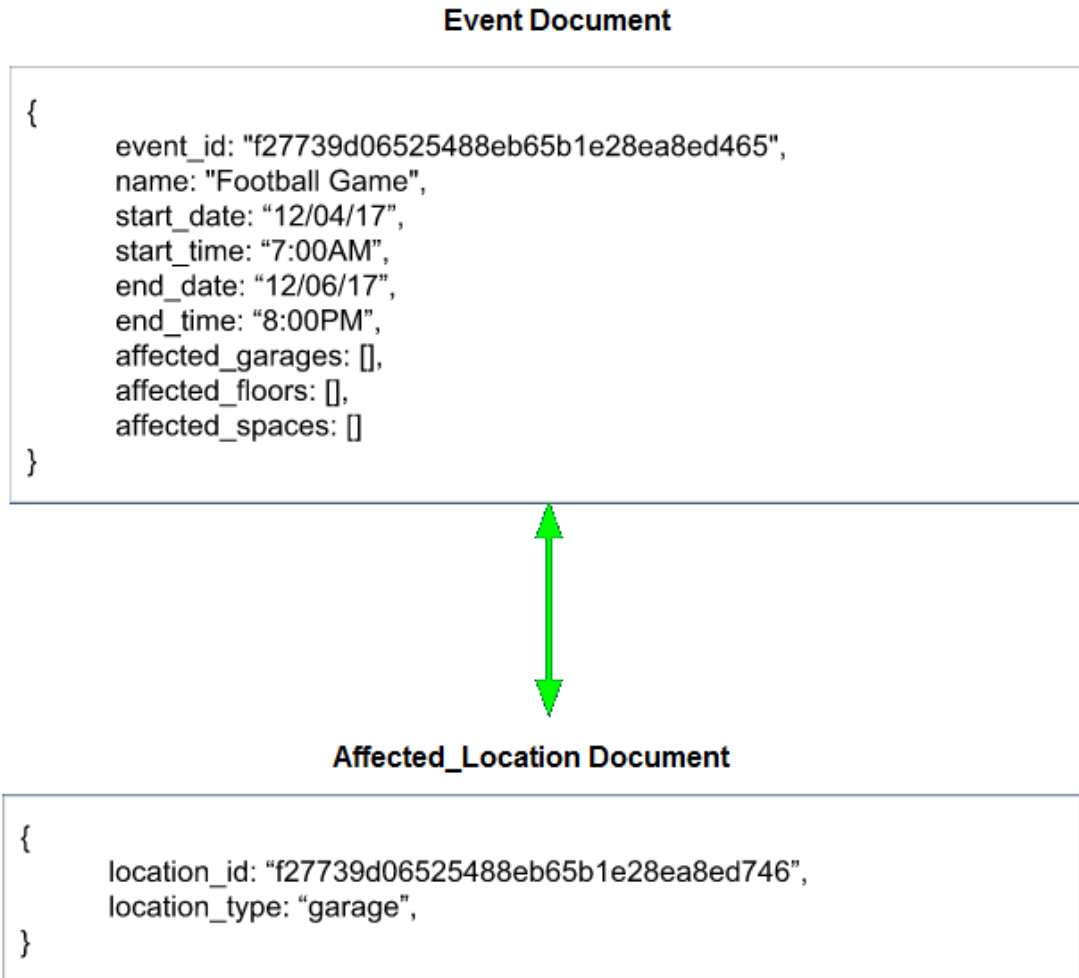 Event Document
{
event_id: "f27739d06525488eb65b1e28ea8ed465",
name: "Football Game",
start_date: “12/04/17”,
start_time: “7:00AM”,
end_date: “12/06/17”,
end_time: “8:00PM”,
affected_garages: [],
affected_floors: [],
affected_spaces: []
}
Affected_Location Document
{
location_id: “f27739d06525488eb65b1e28ea8ed746”,
location_type: “garage”,
}